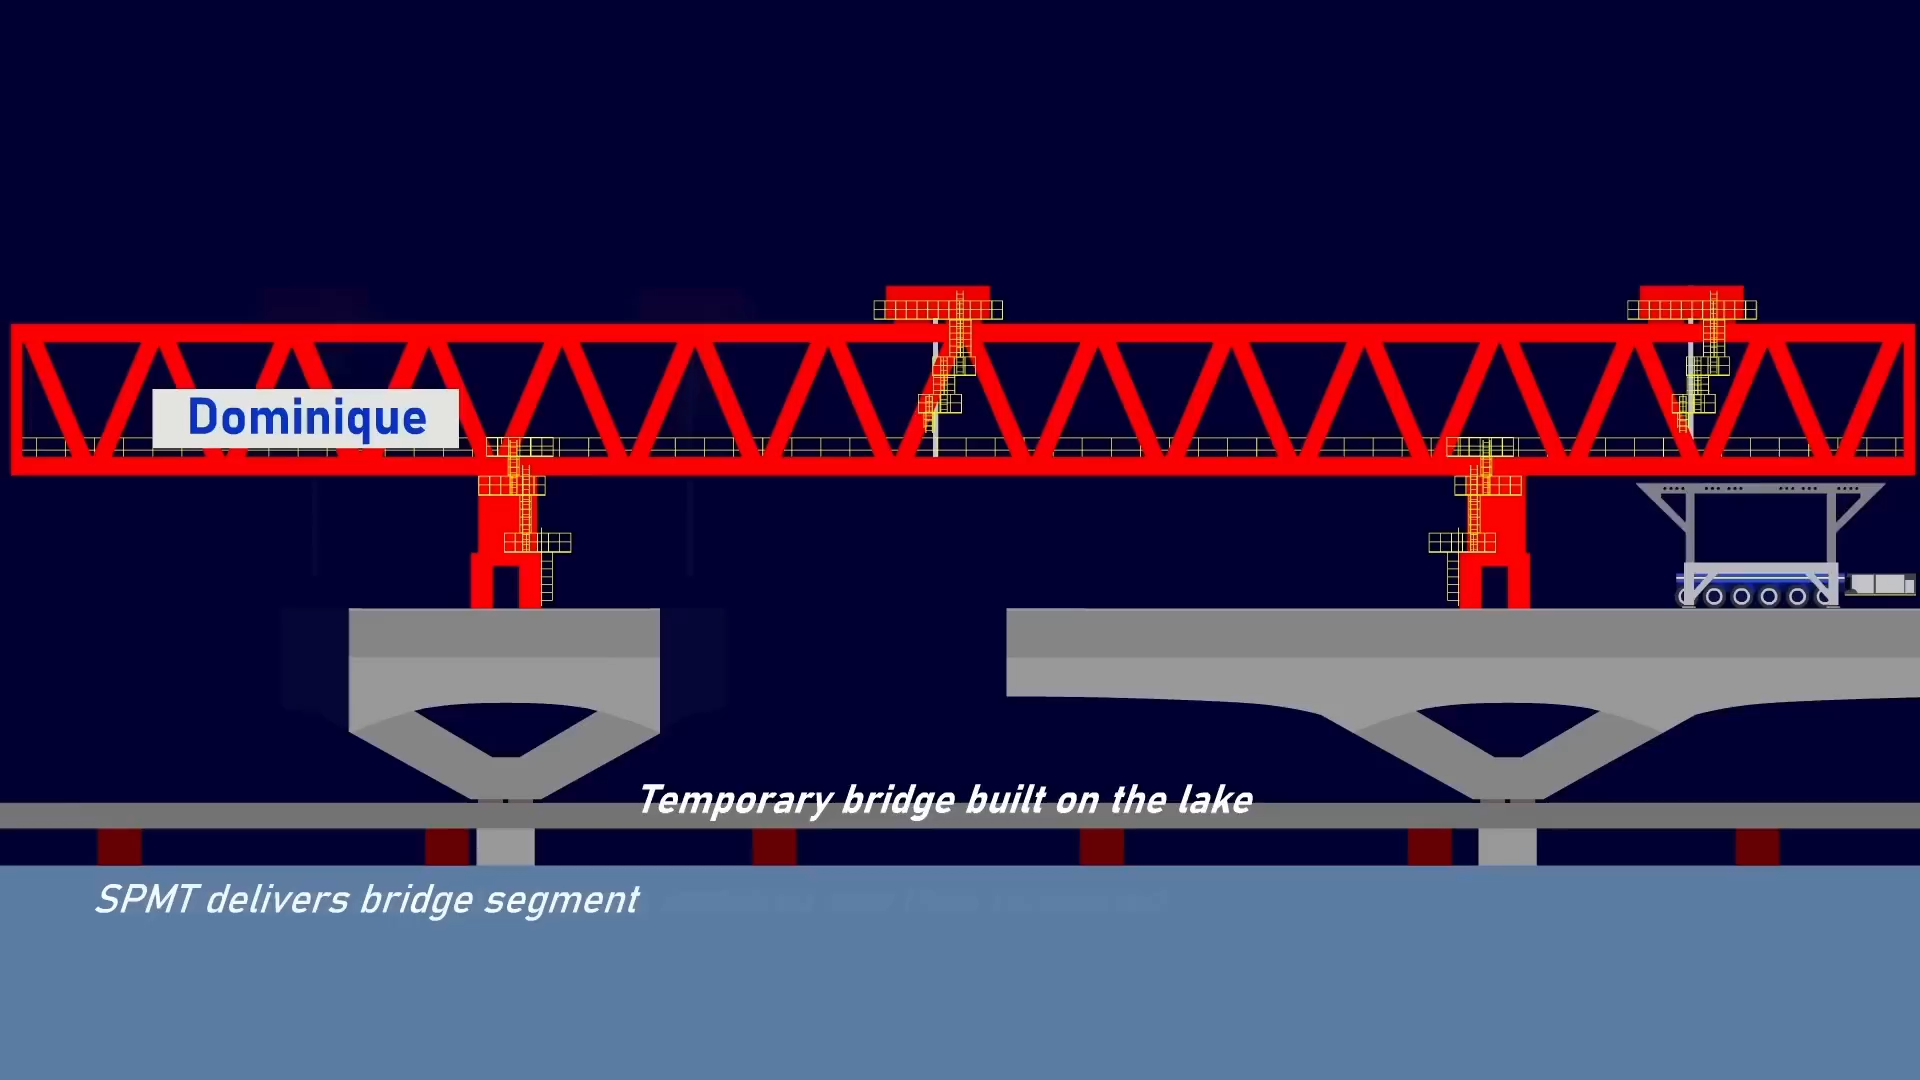 Dominique
Temporary bridge built on the lake
SPMT delivers bridge segment